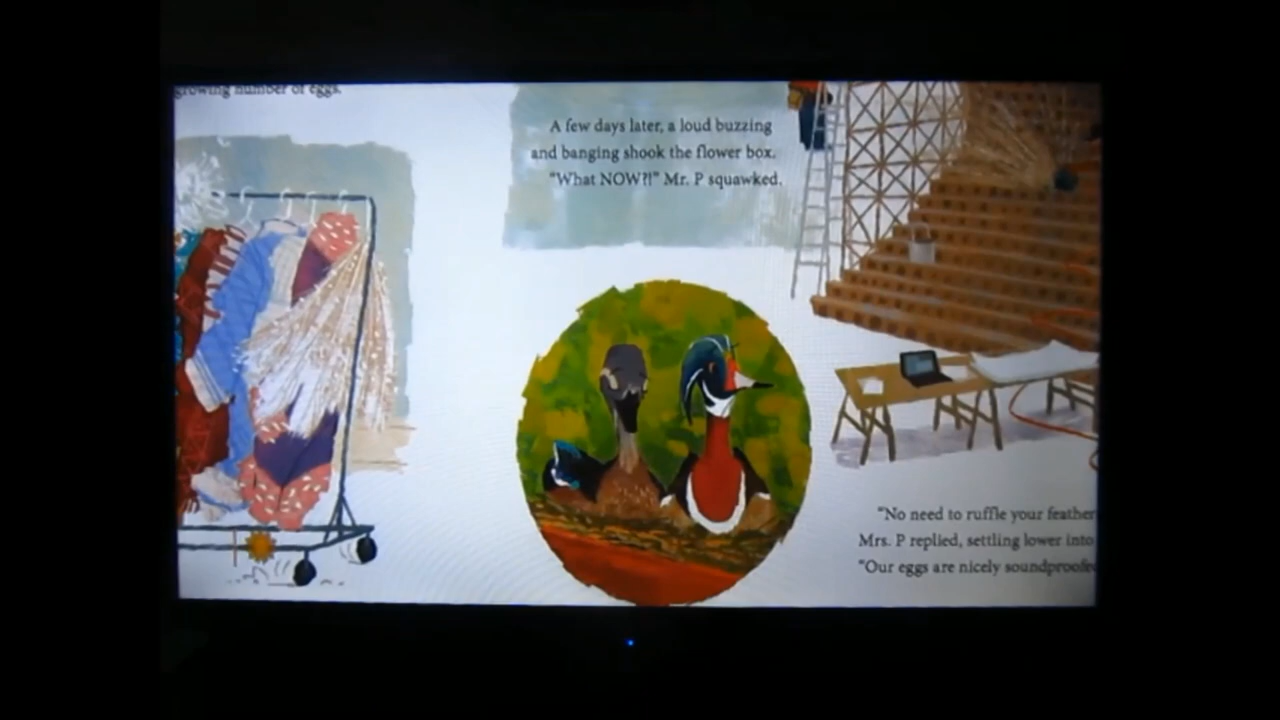 growing number of eggs.
A few days later, a loud buzzing
and banging shook the flower box.
"What NOW?!" Mr. P squawked.
"No need to ruffle your feather
Mrs. P replied, settling lower into
"Our eggs are nicely soundproofed